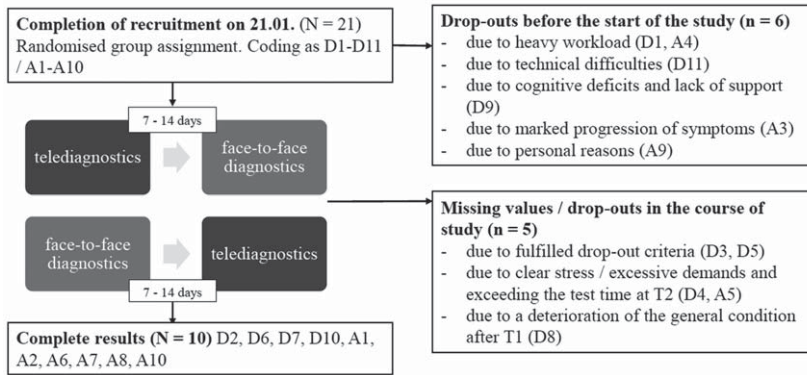 Completion of recruitment on 21.01. (N = 21)
Randomised group assignment. Coding as D1-D11
/ A1-A10
7 - 14 days
telediagnostics
face-to-face
diagnostics
face-to-face
diagnostics
telediagnostics
7 - 14 days
Complete results (N = 10) D2, D6, D7, D10, A1,
A2, A6, A7, A8, A10
Drop-outs before the start of the study (n = 6)
- due to heavy workload (D1, A4)
- due to technical difficulties (D11)
- due to cognitive deficits and lack of support
(D9)
- due to marked progression of symptoms (A3)
- due to personal reasons (A9)
Missing values / drop-outs in the course of
study (n = 5)
- due to fulfilled drop-out criteria (D3, D5)
- due to clear stress / excessive demands and
exceeding the test time at T2 (D4, A5)
- due to a deterioration of the general condition
after T1 (D8)